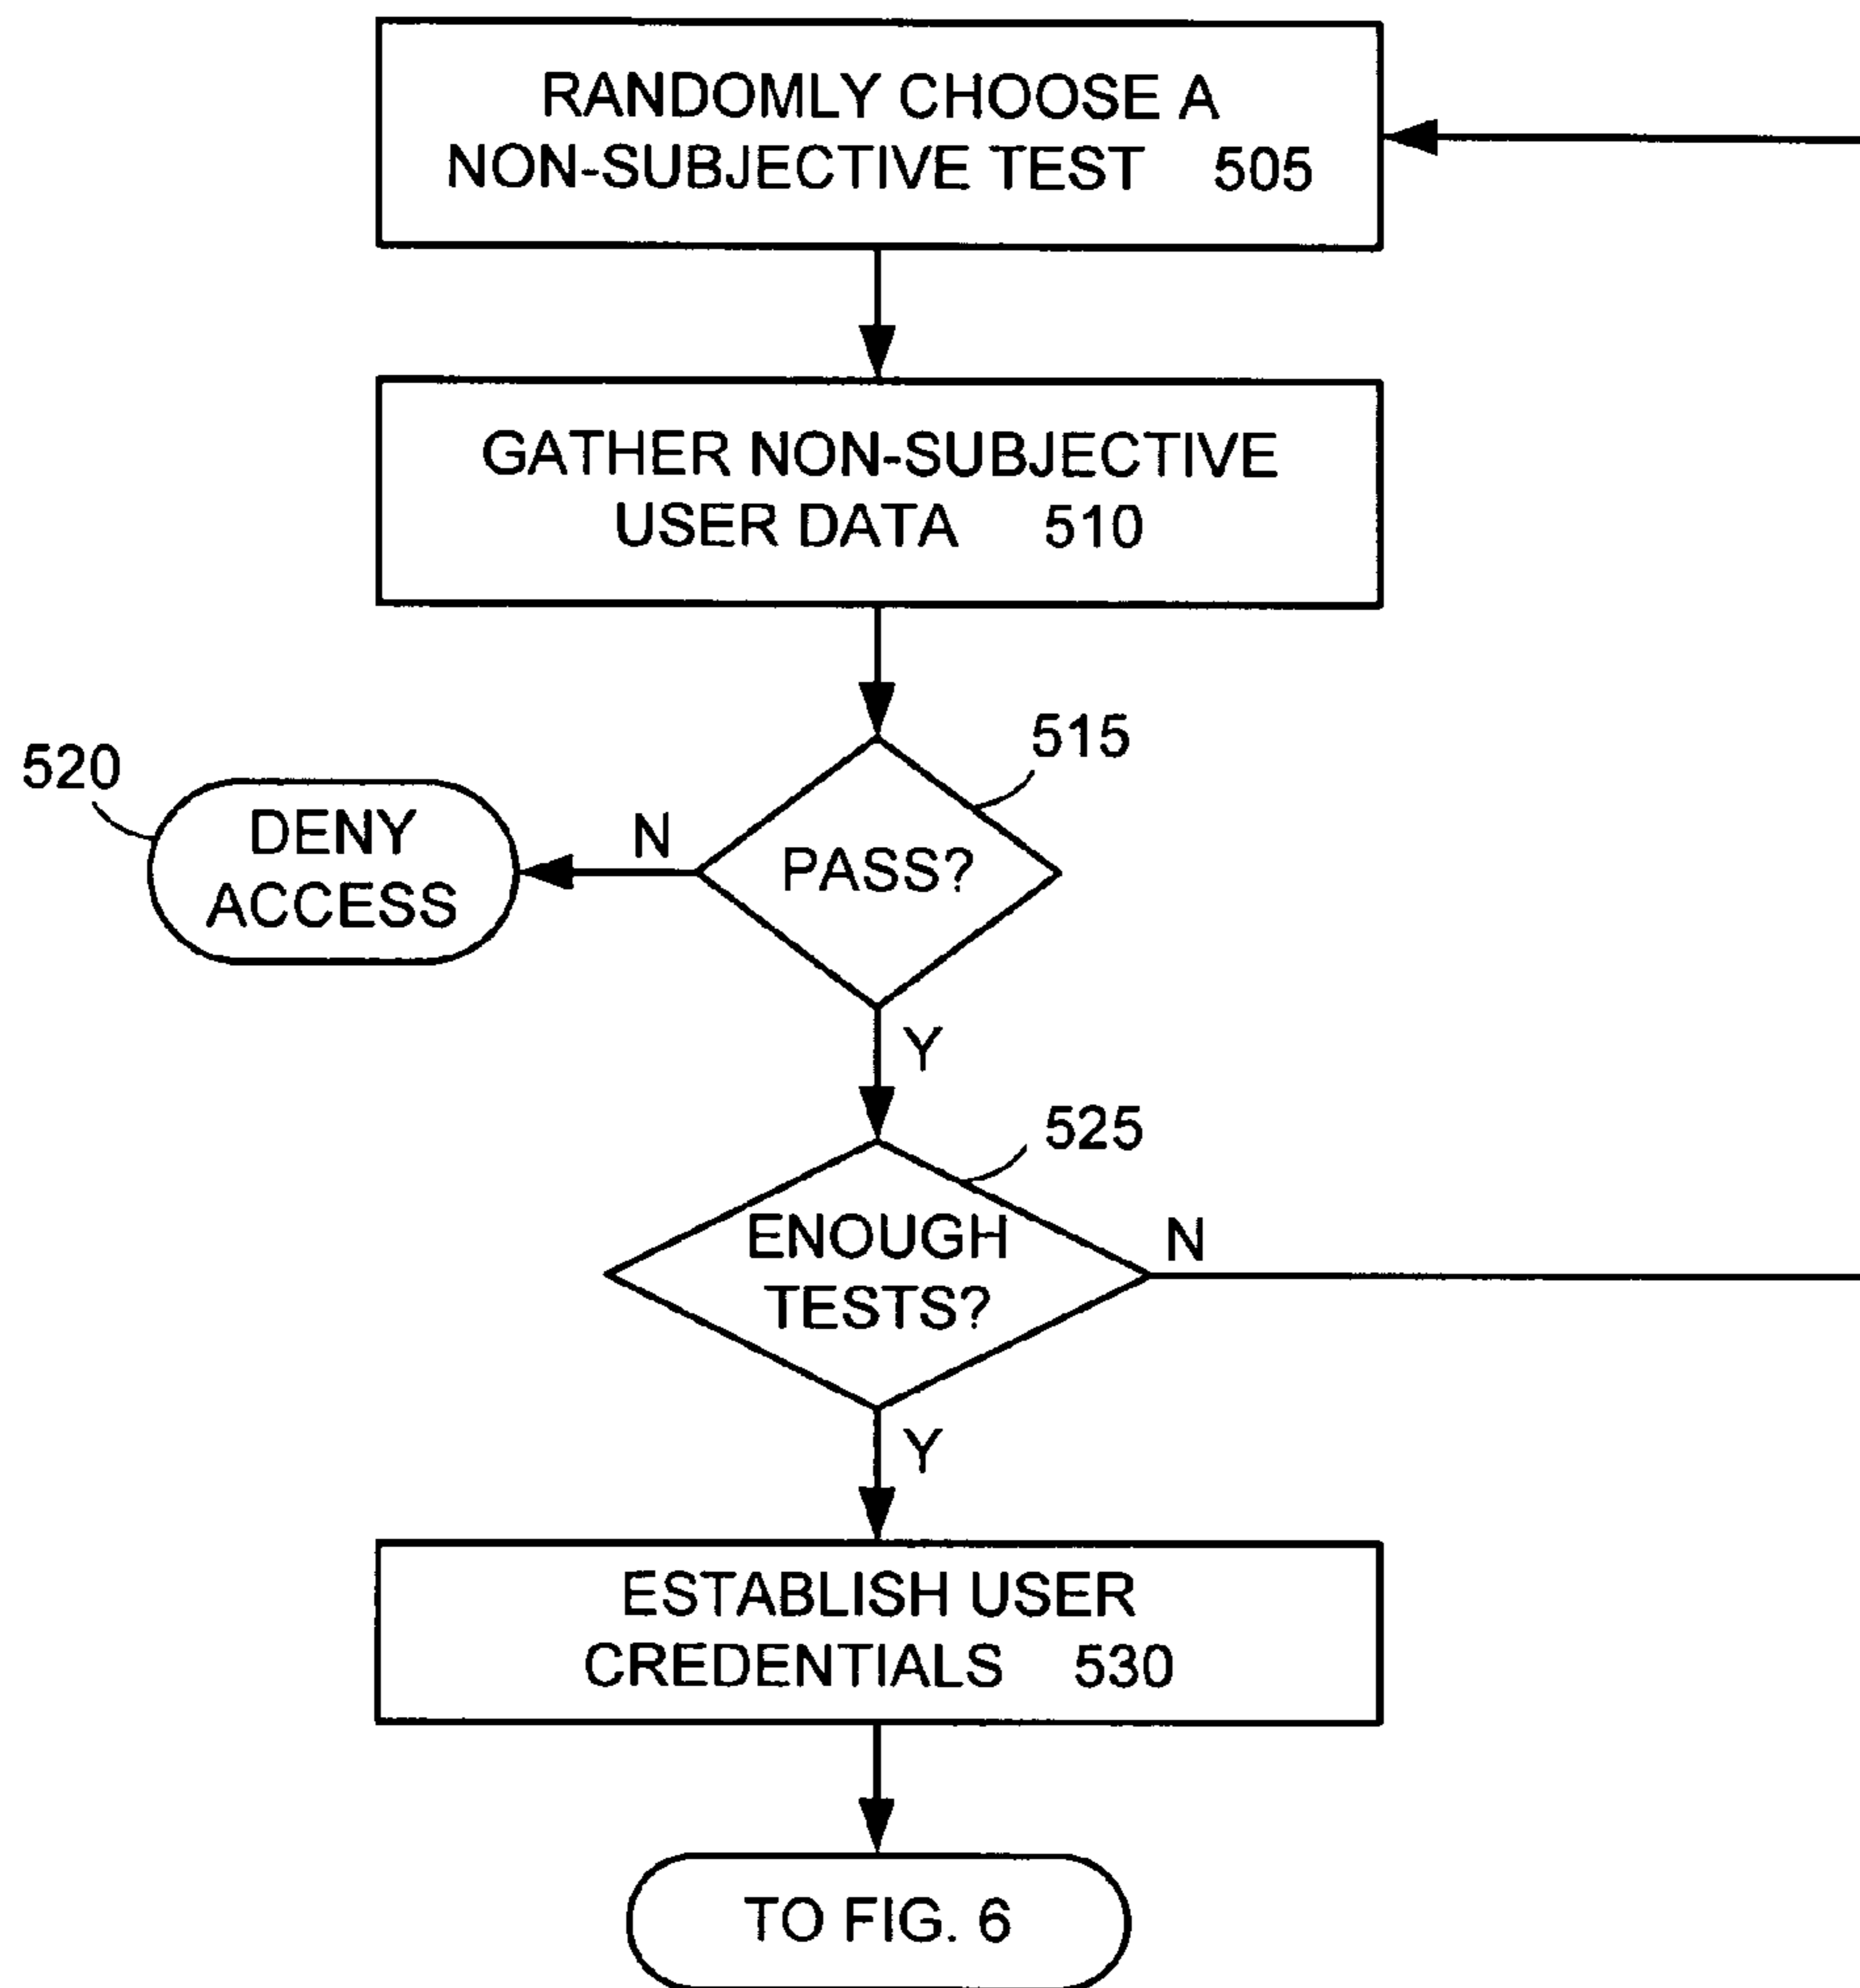 RANDOMLY CHOOSE A
NON-SUBJECTIVE TEST 505
GATHER NON-SUBJECTIVE
USER DATA 510
515
520
DENY
ACCESS
N
PASS?
Y
525
ENOUGH
TESTS?
N
Y
ESTABLISH USER
CREDENTIALS 530
TO FIG. 6